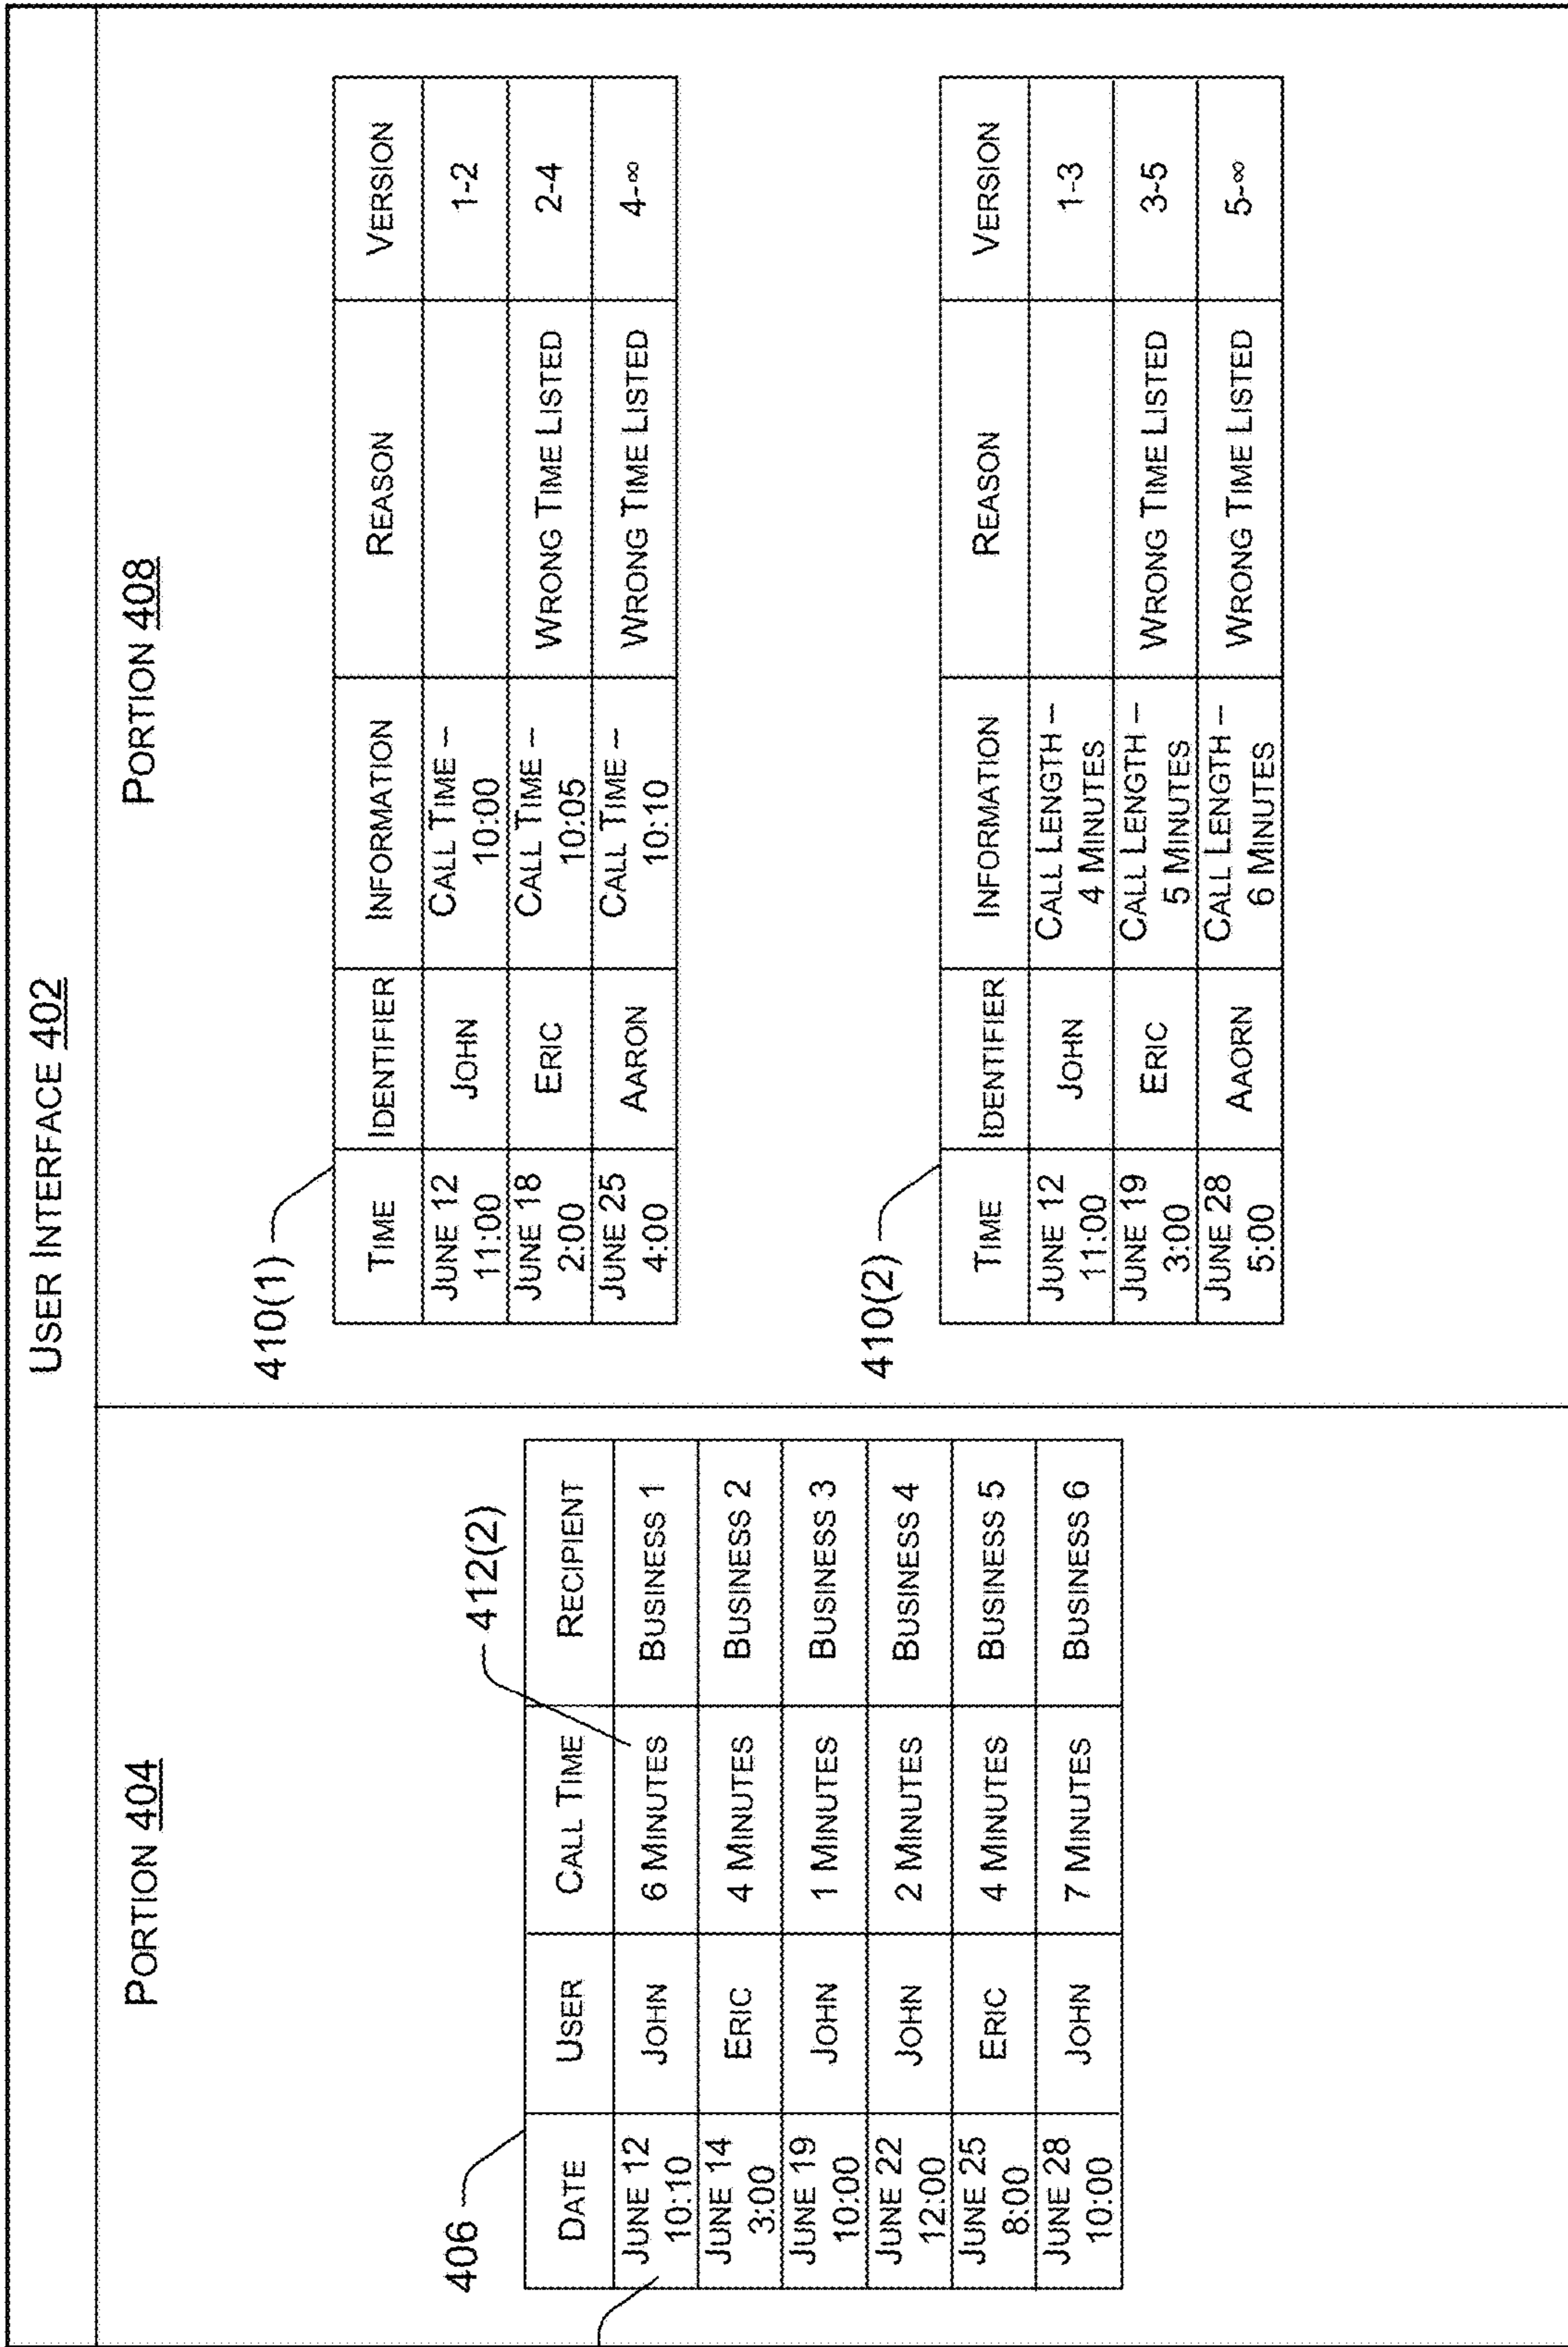 USER INTERFACE 402
PORTION 404
406
412(2)
DATE USER CALL TIME RECIPIENT
JUNE 12 10:10 JOHN 6 MINUTES BUSINESS 1
JUNE 14 3:00 ERIC 4 MINUTES BUSINESS 2
JUNE 19 10:00 JOHN 1 MINUTES BUSINESS 3
JUNE 22 12:00 JOHN 2 MINUTES BUSINESS 4
JUNE 25 8:00 ERIC 4 MINUTES BUSINESS 5
JUNE 28 10:00 JOHN 7 MINUTES BUSINESS 6
PORTION 408
410(1)
TIME IDENTIFIER INFORMATION REASON VERSION
JUNE 12 11:00 JOHN CALL TIME – 10:00 1-2
JUNE 18 2:00 ERIC CALL TIME – 10:05 WRONG TIME LISTED 2-4
JUNE 25 4:00 AARON CALL TIME – 10:10 WRONG TIME LISTED 4-∞
410(2)
TIME IDENTIFIER INFORMATION REASON VERSION
JUNE 12 11:00 JOHN CALL LENGTH – 4 MINUTES 1-3
JUNE 19 3:00 ERIC CALL LENGTH – 5 MINUTES WRONG TIME LISTED 3-5
JUNE 28 5:00 AAORN CALL LENGTH – 6 MINUTES WRONG TIME LISTED 5-∞